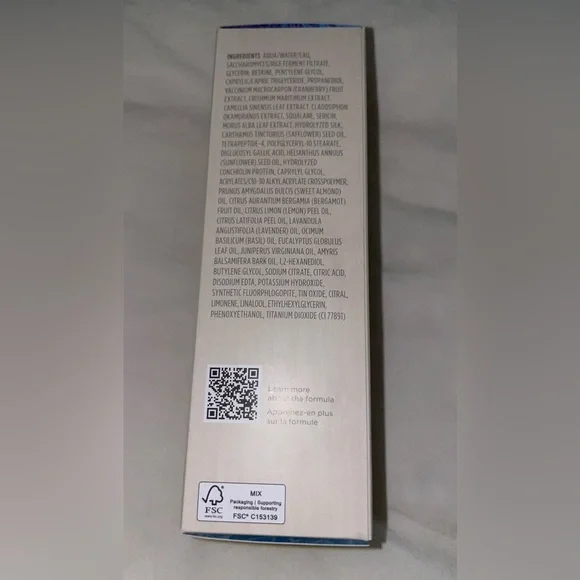 INGREDIENTS: AQUA/WATER/EAU,
SACCHAROMYCES/RICE FERMENT FILTRATE,
GLYCERIN, BETAINE, PENTYLENE GLYCOL,
CAPRYLIC/CAPRIC TRIGLYCERIDE, PROPANEDIOL,
VACCINIUM MACROCARPON (CRANBERRY) FRUIT
EXTRACT, CRITHMUM MARITIMUM EXTRACT,
CAMELLIA SINENSIS LEAF EXTRACT, CLADOSIPHON
OKAMURANUS EXTRACT, SQUALANE, SERICIN,
MORUS ALBA LEAF EXTRACT, HYDROLYZED SILK,
CARTHAMUS TINCTORIUS (SAFFLOWER) SEED OIL,
TETRAPEPTIDE-4, POLYGLYCERYL-10 STEARATE,
DIGLUCOSYL GALLIC ACID, HELIANTHUS ANNUUS
(SUNFLOWER) SEED OIL, HYDROLYZED
CONCHIOLIN PROTEIN, CAPRYLYL GLYCOL,
ACRYLATES/C10-30 ALKYL ACRYLATE CROSSPOLYMER,
PRUNUS AMYGDALUS DULCIS (SWEET ALMOND)
OIL, CITRUS AURANTIUM BERGAMIA (BERGAMOT)
FRUIT OIL, CITRUS LIMON (LEMON) PEEL OIL,
CITRUS LATIFOLIA PEEL OIL, LAVANDULA
ANGUSTIFOLIA (LAVENDER) OIL, OCIMUM
BASILICUM (BASIL) OIL, EUCALYPTUS GLOBULUS
LEAF OIL, JUNIPERUS VIRGINIANA OIL, AMYRIS
BALSAMIFERA BARK OIL, 1,2-HEXANEDIOL,
BUTYLENE GLYCOL, SODIUM CITRATE, CITRIC ACID,
DISODIUM EDTA, POTASSIUM HYDROXIDE,
SYNTHETIC FLUORPHLOGOPITE, TIN OXIDE, CITRAL,
LIMONENE, LINALOOL, ETHYLHEXYLGLYCERIN,
PHENOXYETHANOL, TITANIUM DIOXIDE (CI 77891)
Learn more
about the formula
Apprenez-en plus
sur la formule
FSC
www.fsc.org
MIX
Packaging | Supporting
responsible forestry
FSC® C153139